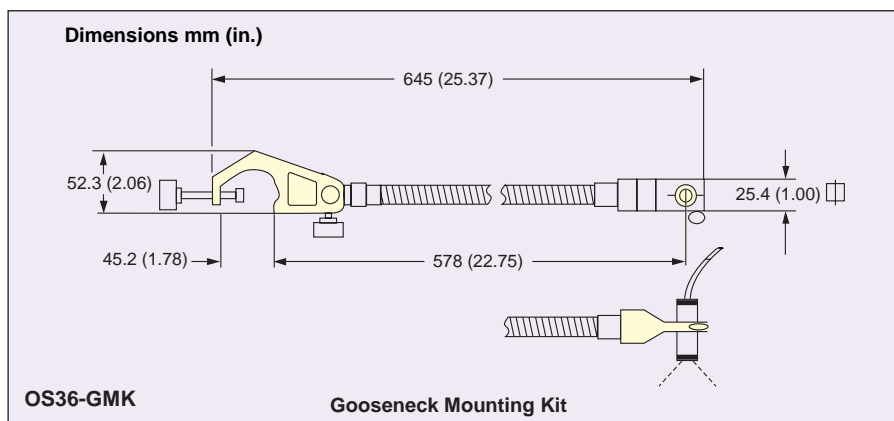 Dimensions mm (in.)
645 (25.37)
52.3 (2.06)
25.4 (1.00)
45.2 (1.78)
578 (22.75)
OS36-GMK
Gooseneck Mounting Kit